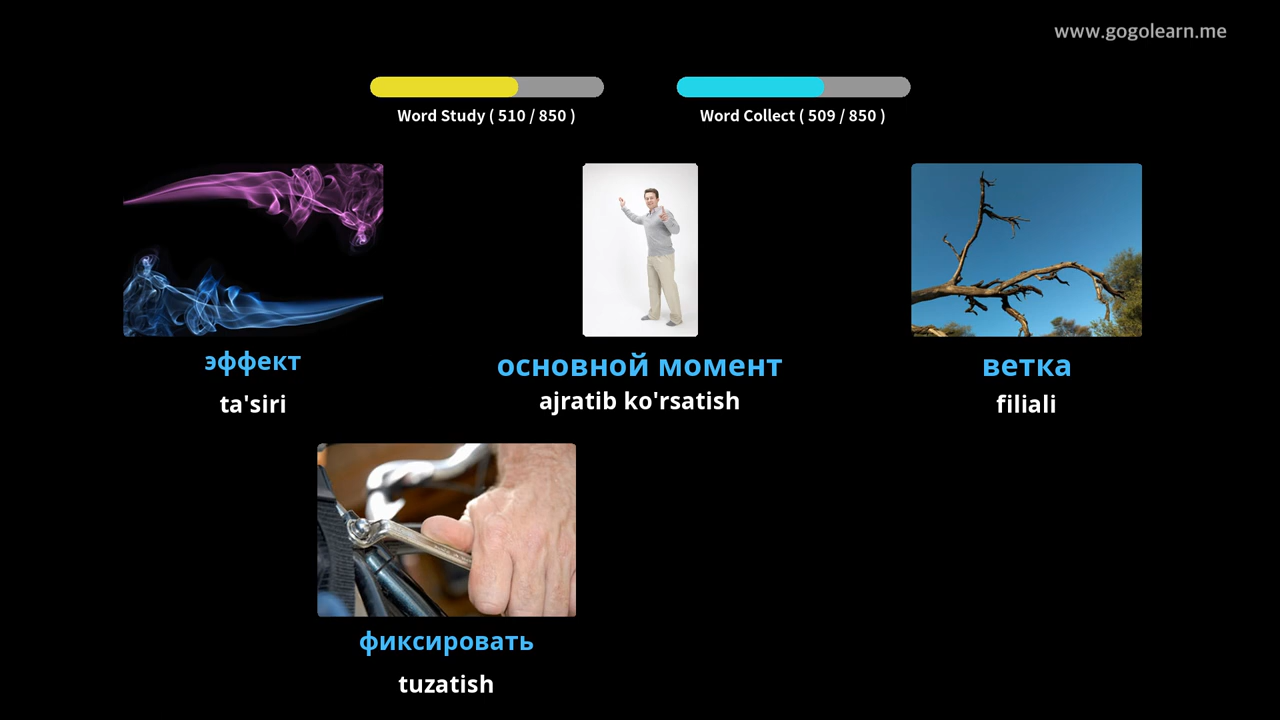 www.gogolearn.me
Word Study ( 510 / 850 )
Word Collect ( 509 / 850 )
эффект
ta'siri
основной момент
ajratib ko'rsatish
ветка
filiali
фиксировать
tuzatish